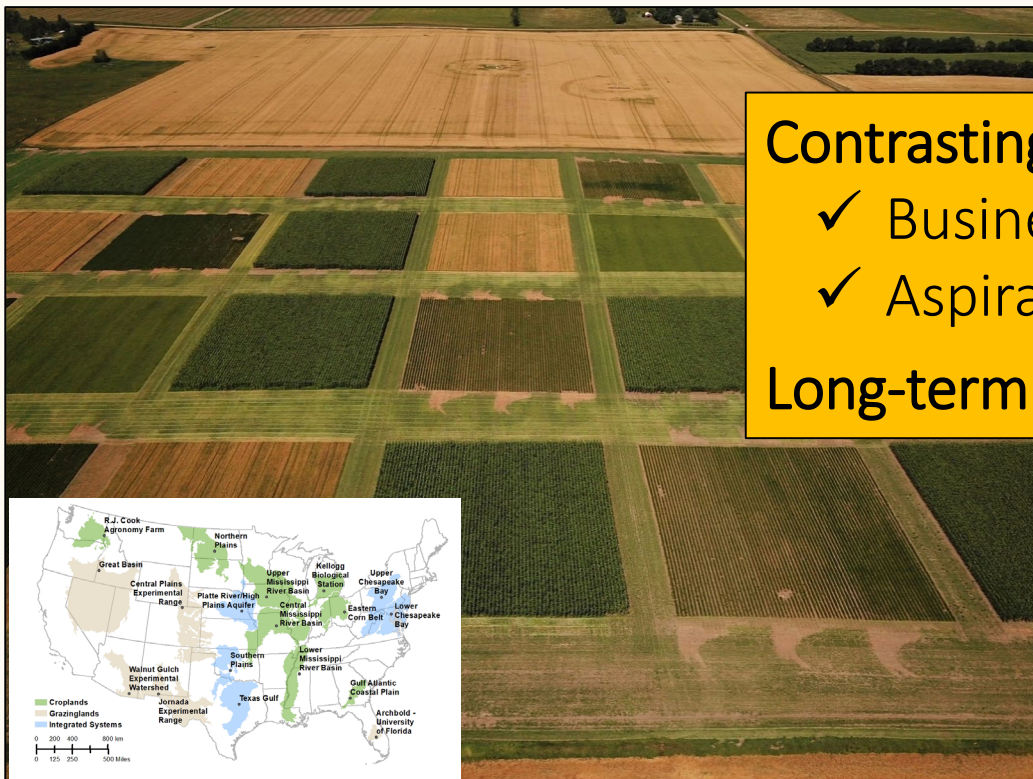 Contrasting
✓ Busine
✓ Aspira
Long-term
R.J. Cook
Agronomy Farm
Northern
Plains
Great Basin
Central Plains
Experimental
Range
Platte River/High
Plains Aquifer
Upper
Mississippi
River Basin
Kellogg
Biological
Station
Upper
Chesapeake
Bay
Central
Mississippi
River Basin
Eastern
Corn Belt
Lower
Chesapeake
Bay
Southern
Plains
Lower
Mississippi
River Basin
Walnut Gulch
Experimental
Watershed
Jornada
Experimental
Range
Texas Gulf
Gulf Atlantic
Coastal Plain
Archbold -
University
of Florida
Croplands
Grazinglands
Integrated Systems
0 200 400 800 km
0 125 250 500 Miles